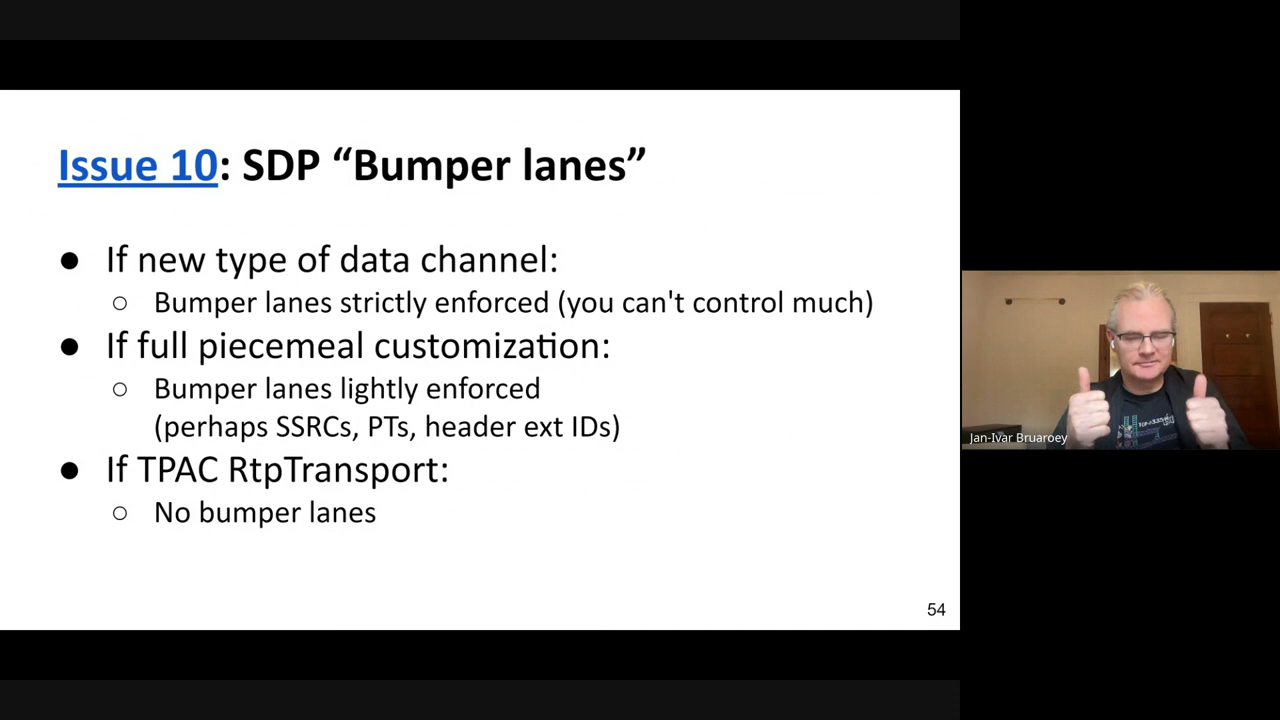 Issue 10: SDP “Bumper lanes”
● If new type of data channel:
○ Bumper lanes strictly enforced (you can't control much)
● If full piecemeal customization:
○ Bumper lanes lightly enforced
(perhaps SSRCs, PTs, header ext IDs)
● If TPAC RtpTransport:
○ No bumper lanes
54
Jan-Ivar Bruaroey